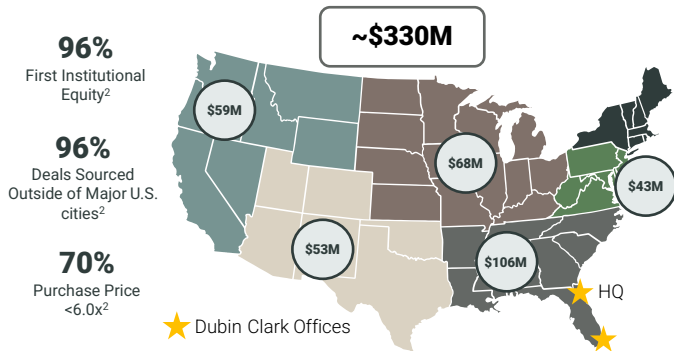 ~$330M
96%
First Institutional
Equity2
96%
Deals Sourced
Outside of Major U.S.
cities2
70%
Purchase Price
<6.0x2
$59M
$68M
$43M
$53M
$106M
HQ
Dubin Clark Offices